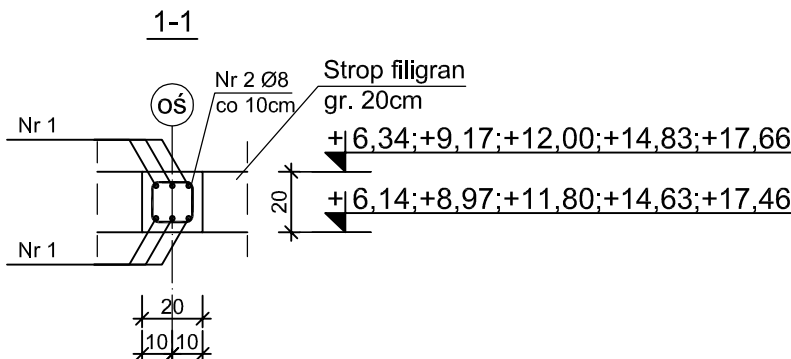 1-1
Nr 2 Ø8
co 10cm
Strop filigran
gr. 20cm
OŚ
Nr 1
+6,34;+9,17;+12,00;+14,83;+17,66
20
+6,14;+8,97;+11,80;+14,63;+17,46
Nr 1
20
10 10